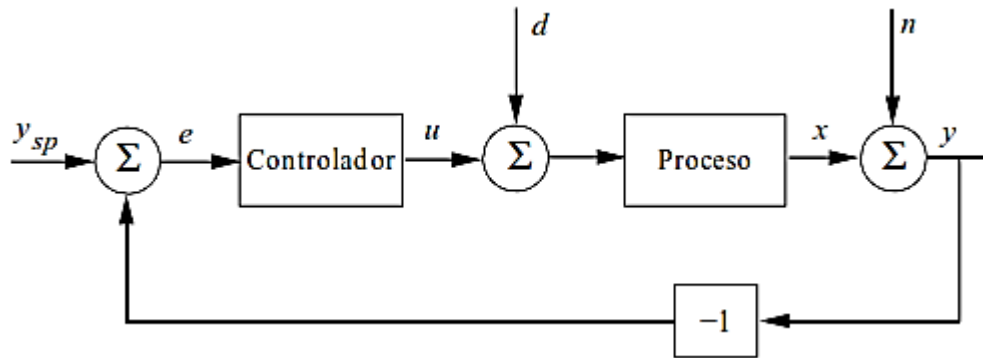 d
n
y_sp
Σ
e
Controlador
u
Σ
Proceso
x
Σ
y
−1